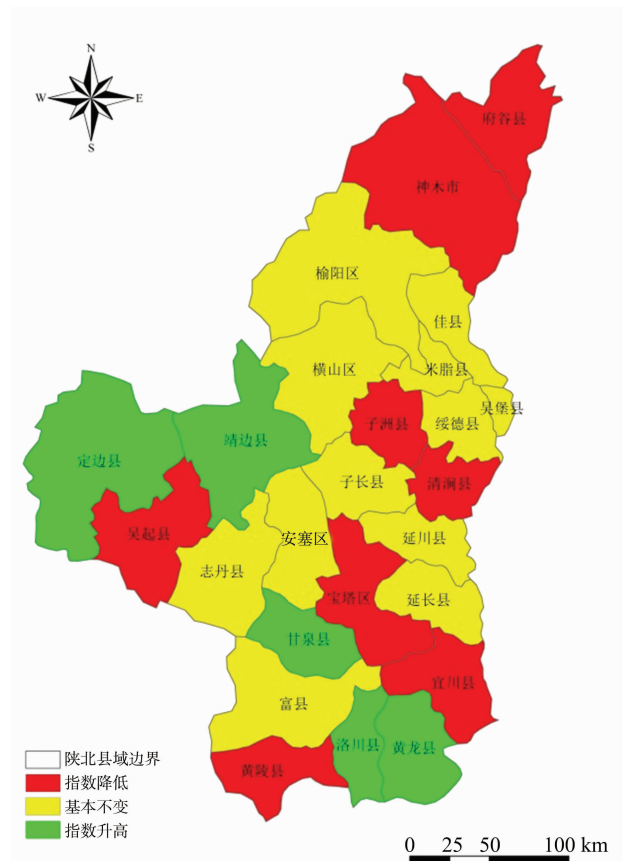 N
W
E
S
府谷县
神木市
榆阳区
佳县
米脂县
横山区
吴堡县
子洲县
绥德县
靖边县
定边县
子长县
清涧县
吴起县
安塞区
延川县
志丹县
宝塔区
延长县
甘泉县
宜川县
富县
洛川县
黄龙县
黄陵县
陕北县域边界
指数降低
基本不变
指数升高
0 25 50 100 km